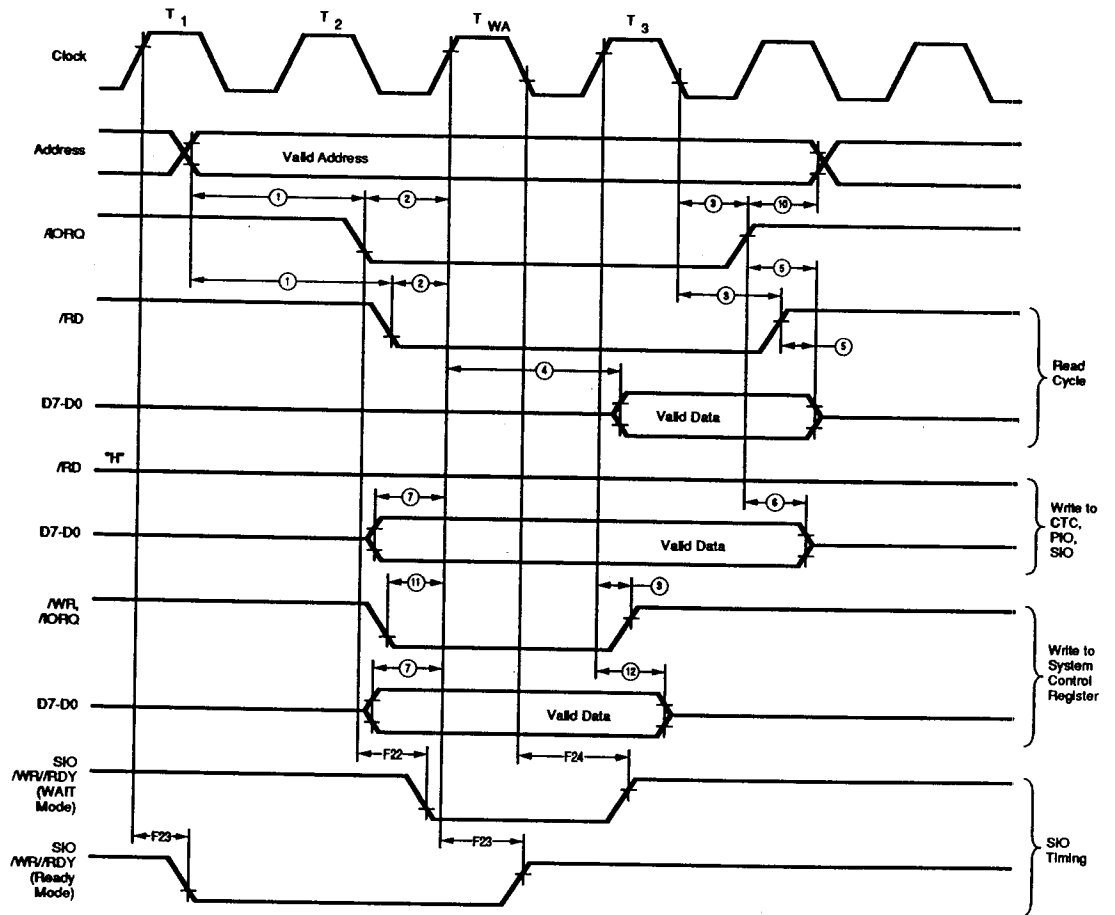 T 1
T 2
T WA
T 3
Clock
Address
Valid Address
1
2
3
10
/IORQ
5
1
2
3
/RD
5
4
Read
Cycle
D7-D0
Valid Data
/RD
"H"
7
6
Write to
CTC,
PIO,
SIO
D7-D0
Valid Data
11
3
/WR,
/IORQ
7
12
Write to
System
Control
Register
D7-D0
Valid Data
F22
F24
SIO
/WR//RDY
(WAIT
Mode)
F23
F23
SIO
Timing
SIO
/WR//RDY
(Ready
Mode)